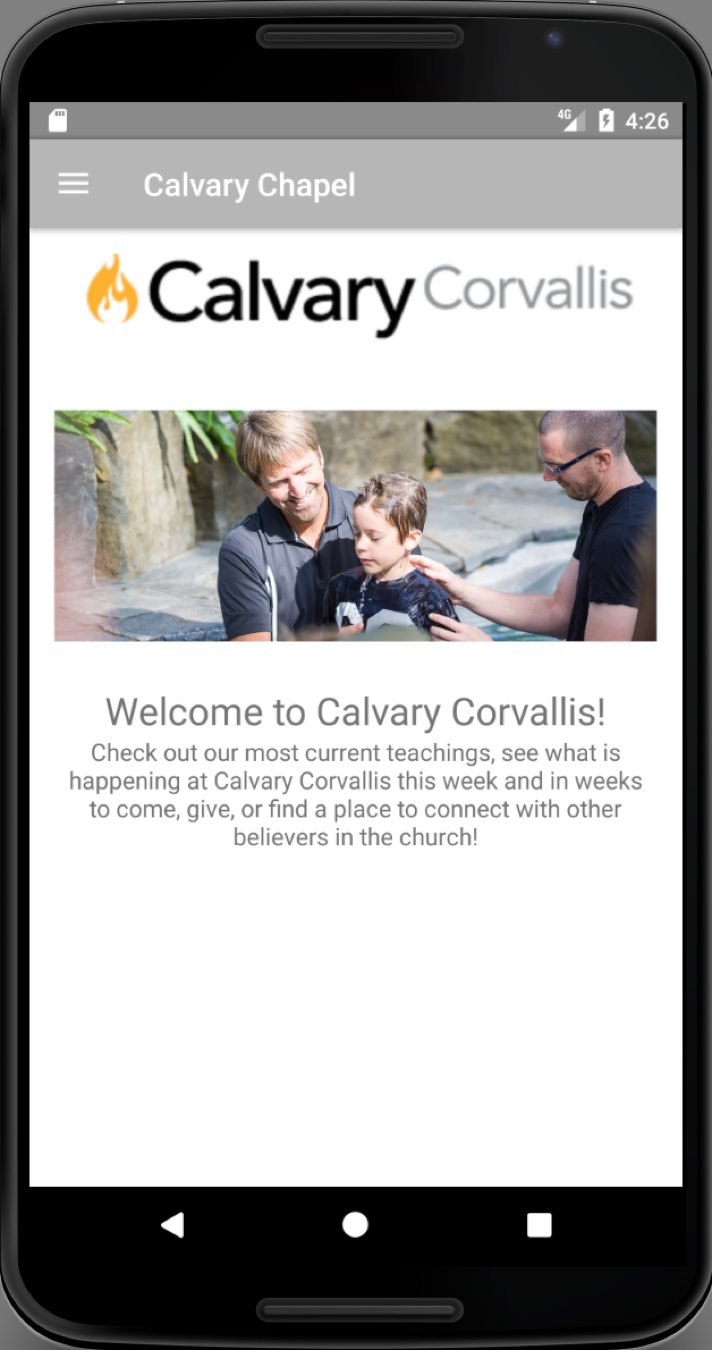 4G 4:26
Calvary Chapel
Calvary Corvallis
Welcome to Calvary Corvallis!
Check out our most current teachings, see what is
happening at Calvary Corvallis this week and in weeks
to come, give, or find a place to connect with other
believers in the church!